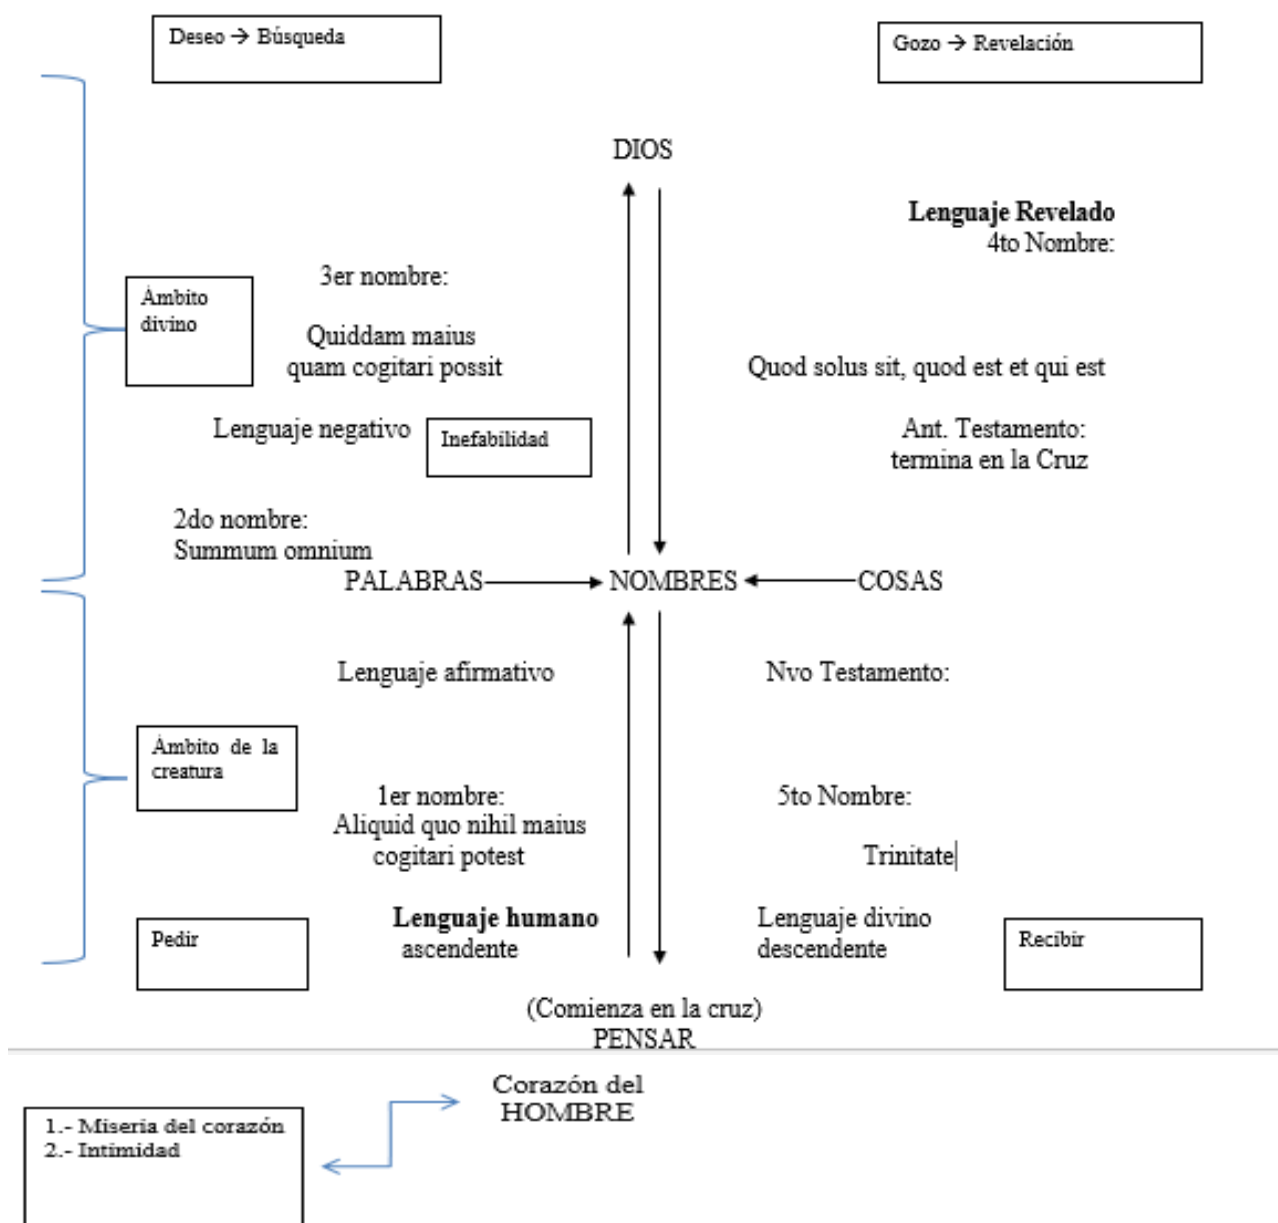 Deseo → Búsqueda
Gozo → Revelación
DIOS
Lenguaje Revelado
4to Nombre:
3er nombre:
Ámbito
divino
Quiddam maius
quam cogitari possit
Quod solus sit, quod est et qui est
Lenguaje negativo
Inefabilidad
Ant. Testamento:
termina en la Cruz
2do nombre:
Summum omnium
PALABRAS
NOMBRES
COSAS
Lenguaje afirmativo
Nvo Testamento:
Ámbito de la
creatura
1er nombre:
Aliquid quo nihil maius
cogitari potest
5to Nombre:
Trinitate
Pedir
Lenguaje humano
ascendente
Lenguaje divino
descendente
Recibir
(Comienza en la cruz)
PENSAR
Corazón del
HOMBRE
1.- Miseria del corazón
2.- Intimidad